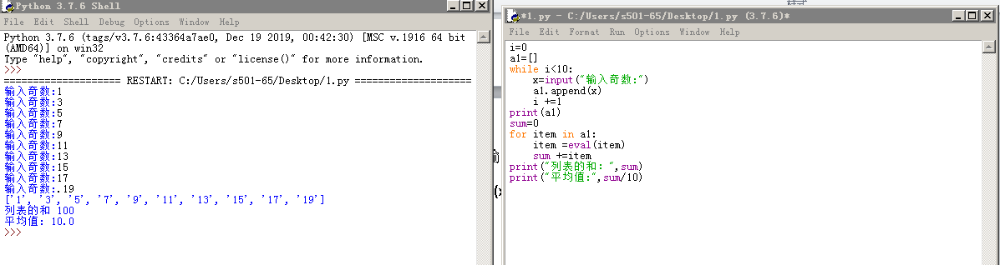 Python 3.7.6 Shell
File Edit Shell Debug Options Window Help
Python 3.7.6 (tags/v3.7.6:43364a7ae0, Dec 19 2019, 00:42:30) [MSC v.1916 64 bit
(AMD64)] on win32
Type "help", "copyright", "credits" or "license()" for more information.
>>>
==================== RESTART: C:/Users/s501-65/Desktop/1.py ====================
输入奇数:1
输入奇数:3
输入奇数:5
输入奇数:7
输入奇数:9
输入奇数:11
输入奇数:13
输入奇数:15
输入奇数:17
输入奇数:.19
['1', '3', '5', '7', '9', '11', '13', '15', '17', '19']
列表的和 100
平均值: 10.0
>>>
*1.py - C:/Users/s501-65/Desktop/1.py (3.7.6)*
File Edit Format Run Options Window Help
i=0
a1=[]
while i<10:
    x=input("输入奇数:")
    a1.append(x)
    i +=1
print(a1)
sum=0
for item in a1:
    item =eval(item)
    sum +=item
print("列表的和：",sum)
print("平均值:",sum/10)